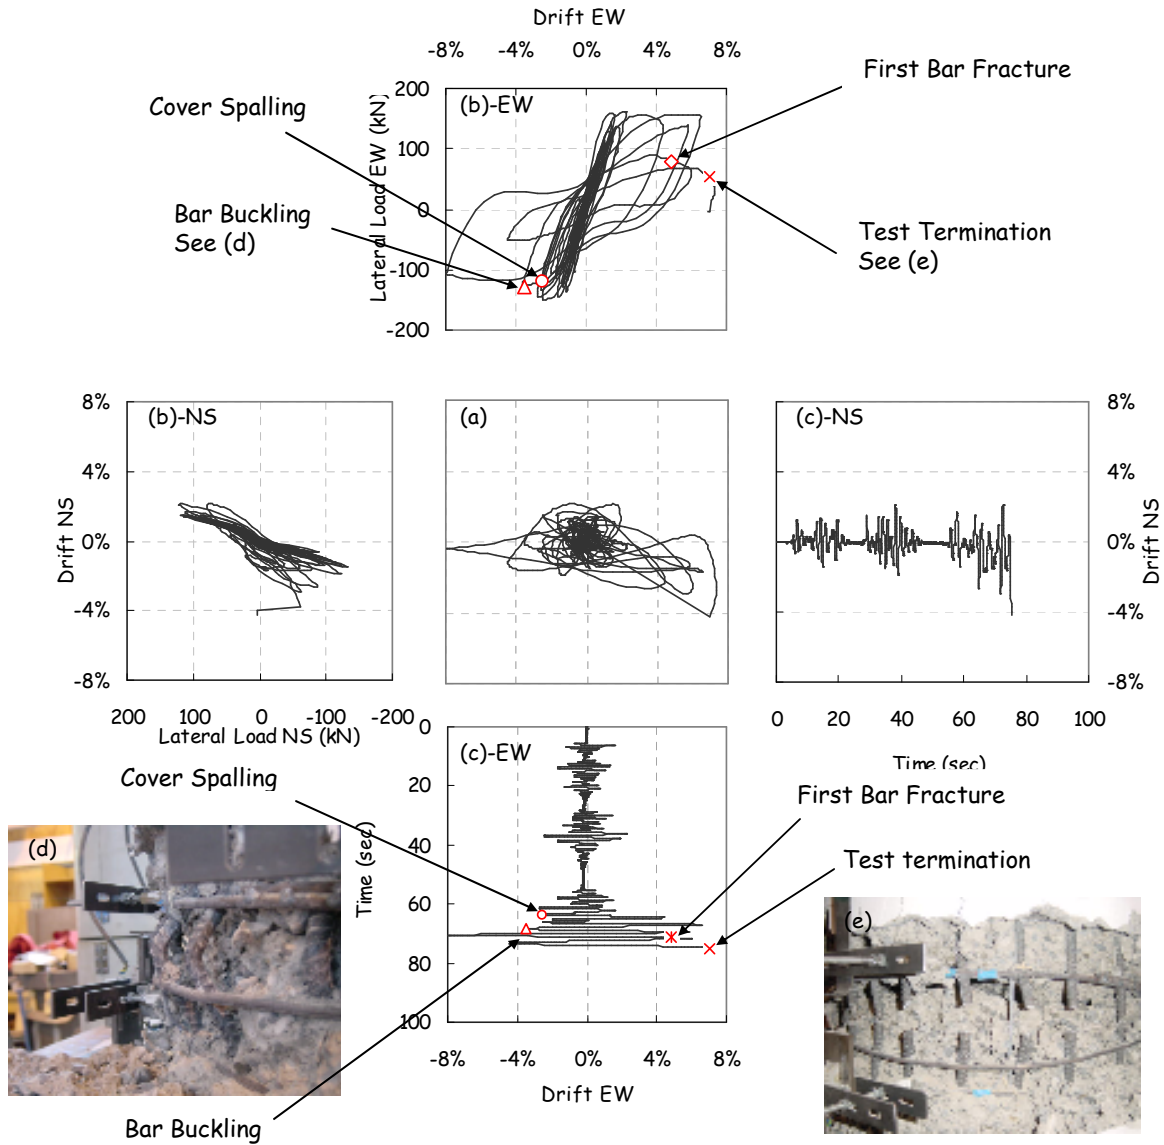 Drift EW
-8% -4% 0% 4% 8%
First Bar Fracture
Cover Spalling
200
(b)-EW
100
0
-100
-200
Lateral Load EW (kN)
Bar Buckling
See (d)
Test Termination
See (e)
8%
4%
0%
-4%
-8%
Drift NS
(b)-NS
200 100 0 -100 -200
Lateral Load NS (kN)
(a)
(c)-NS
8%
4%
0%
-4%
-8%
Drift NS
0 20 40 60 80 100
Time (sec)
0
20
40
60
80
100
Time (sec)
(c)-EW
Cover Spalling
First Bar Fracture
Test termination
(d)
(e)
-8% -4% 0% 4% 8%
Drift EW
Bar Buckling